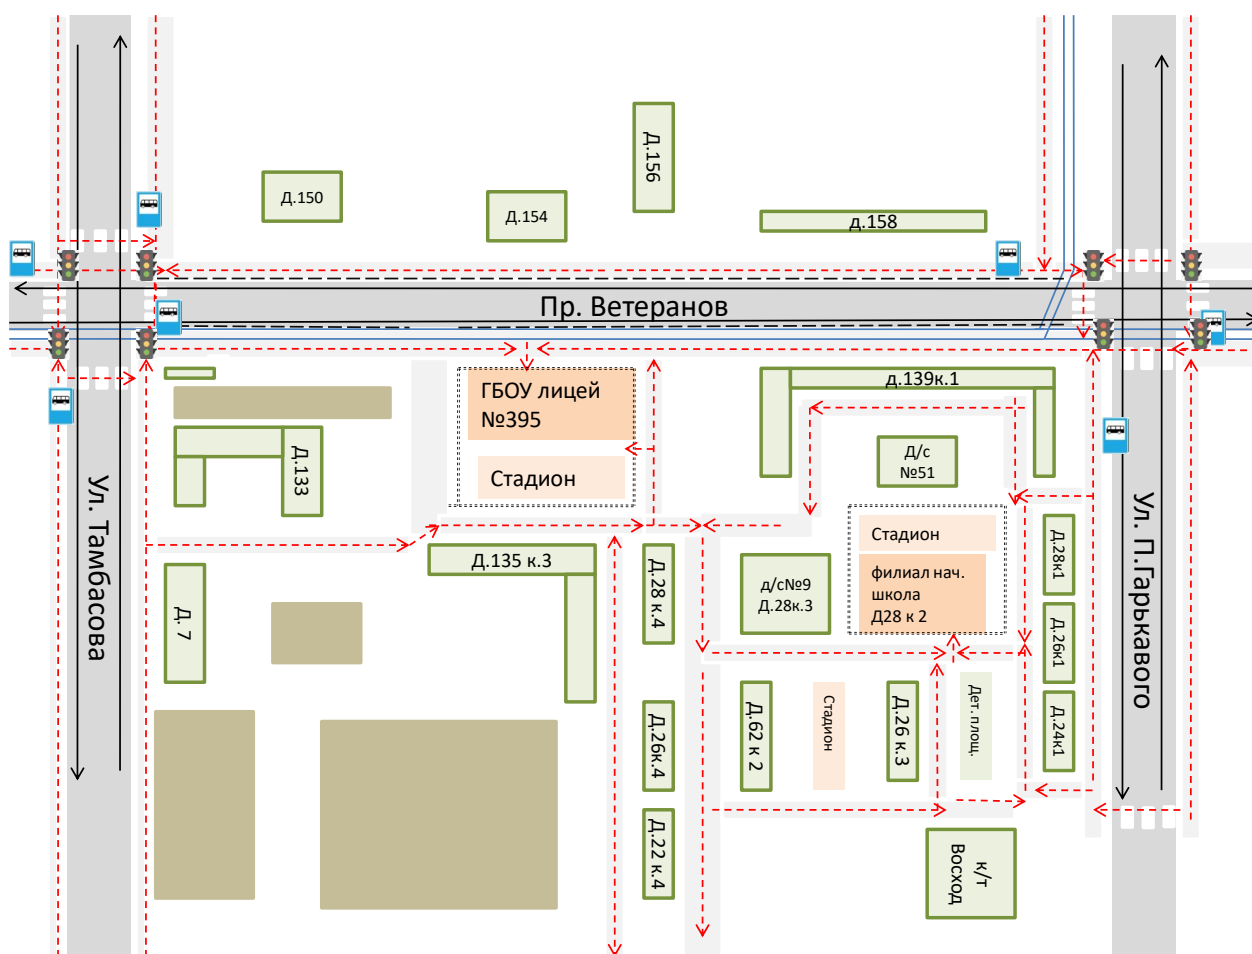 Д.156
Д.150
Д.154
д.158
Пр. Ветеранов
ГБОУ лицей
№395
д.139к.1
Д.133
Д/с
№51
Стадион
Ул. Тамбасова
Ул. П.Гарькавого
Стадион
Д.28к1
Д.135 к.3
Д.28 к.4
д/с№9
Д.28к.3
филиал нач.
школа
Д28 к 2
Д. 7
Д.26к1
Д.26к.4
Д.62 к 2
Стадион
Д.26 к.3
Дет. площ.
Д.24к1
Д.22 к.4
к/т
Восход